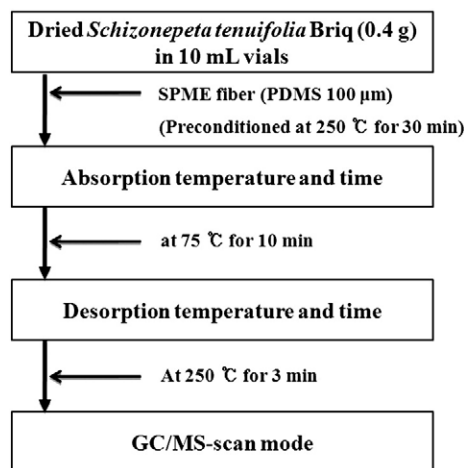 Dried Schizonepeta tenuifolia Briq (0.4 g)
in 10 mL vials
SPME fiber (PDMS 100 μm)
(Preconditioned at 250 ℃ for 30 min)
Absorption temperature and time
at 75 ℃ for 10 min
Desorption temperature and time
At 250 ℃ for 3 min
GC/MS-scan mode